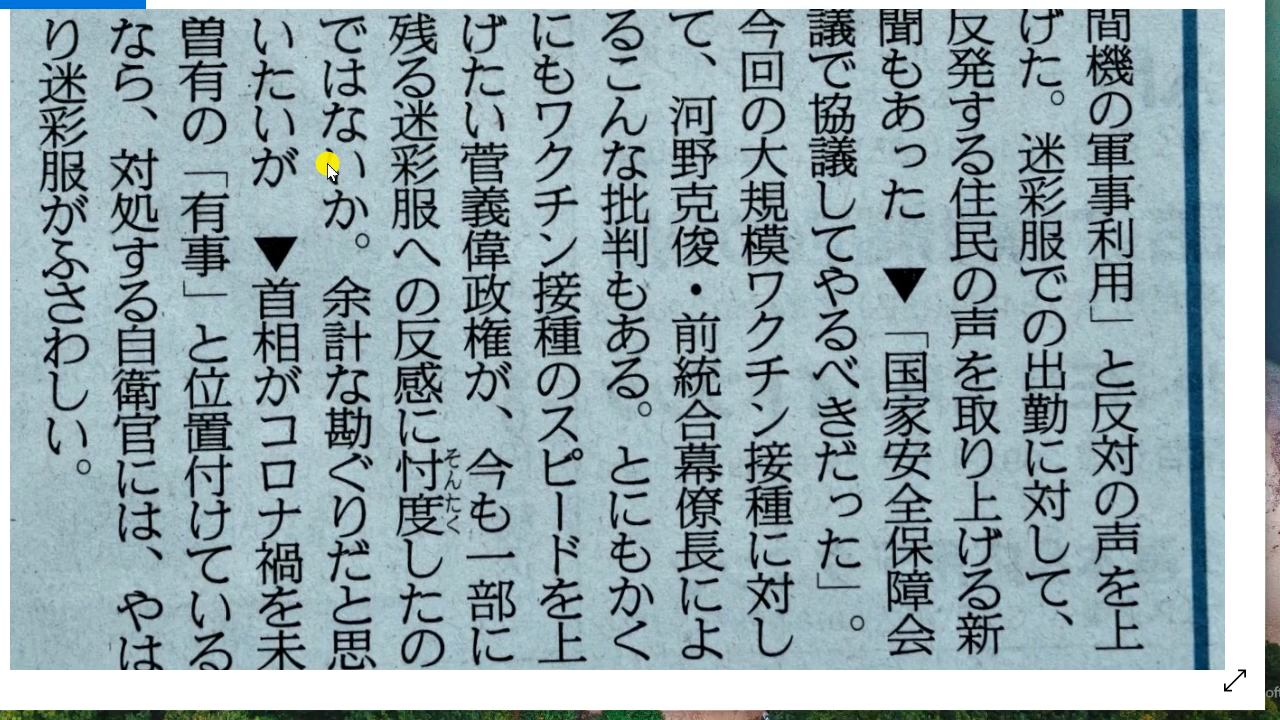 間機の軍事利用」と反対の声を上
げた。迷彩服での出勤に対して、
反発する住民の声を取り上げる新
聞もあった ▼「国家安全保障会
議で協議してやるべきだった」。
今回の大規模ワクチン接種に対し
て、河野克俊・前統合幕僚長によ
るこんな批判もある。とにもかく
にもワクチン接種のスピードを上
げたい菅義偉政権が、今も一部に
残る迷彩服への反感に忖度したの
そんたく
ではないか。余計な勘ぐりだと思
いたいが ▼首相がコロナ禍を未
曽有の「有事」と位置付けている
なら、対処する自衛官には、やは
り迷彩服がふさわしい。